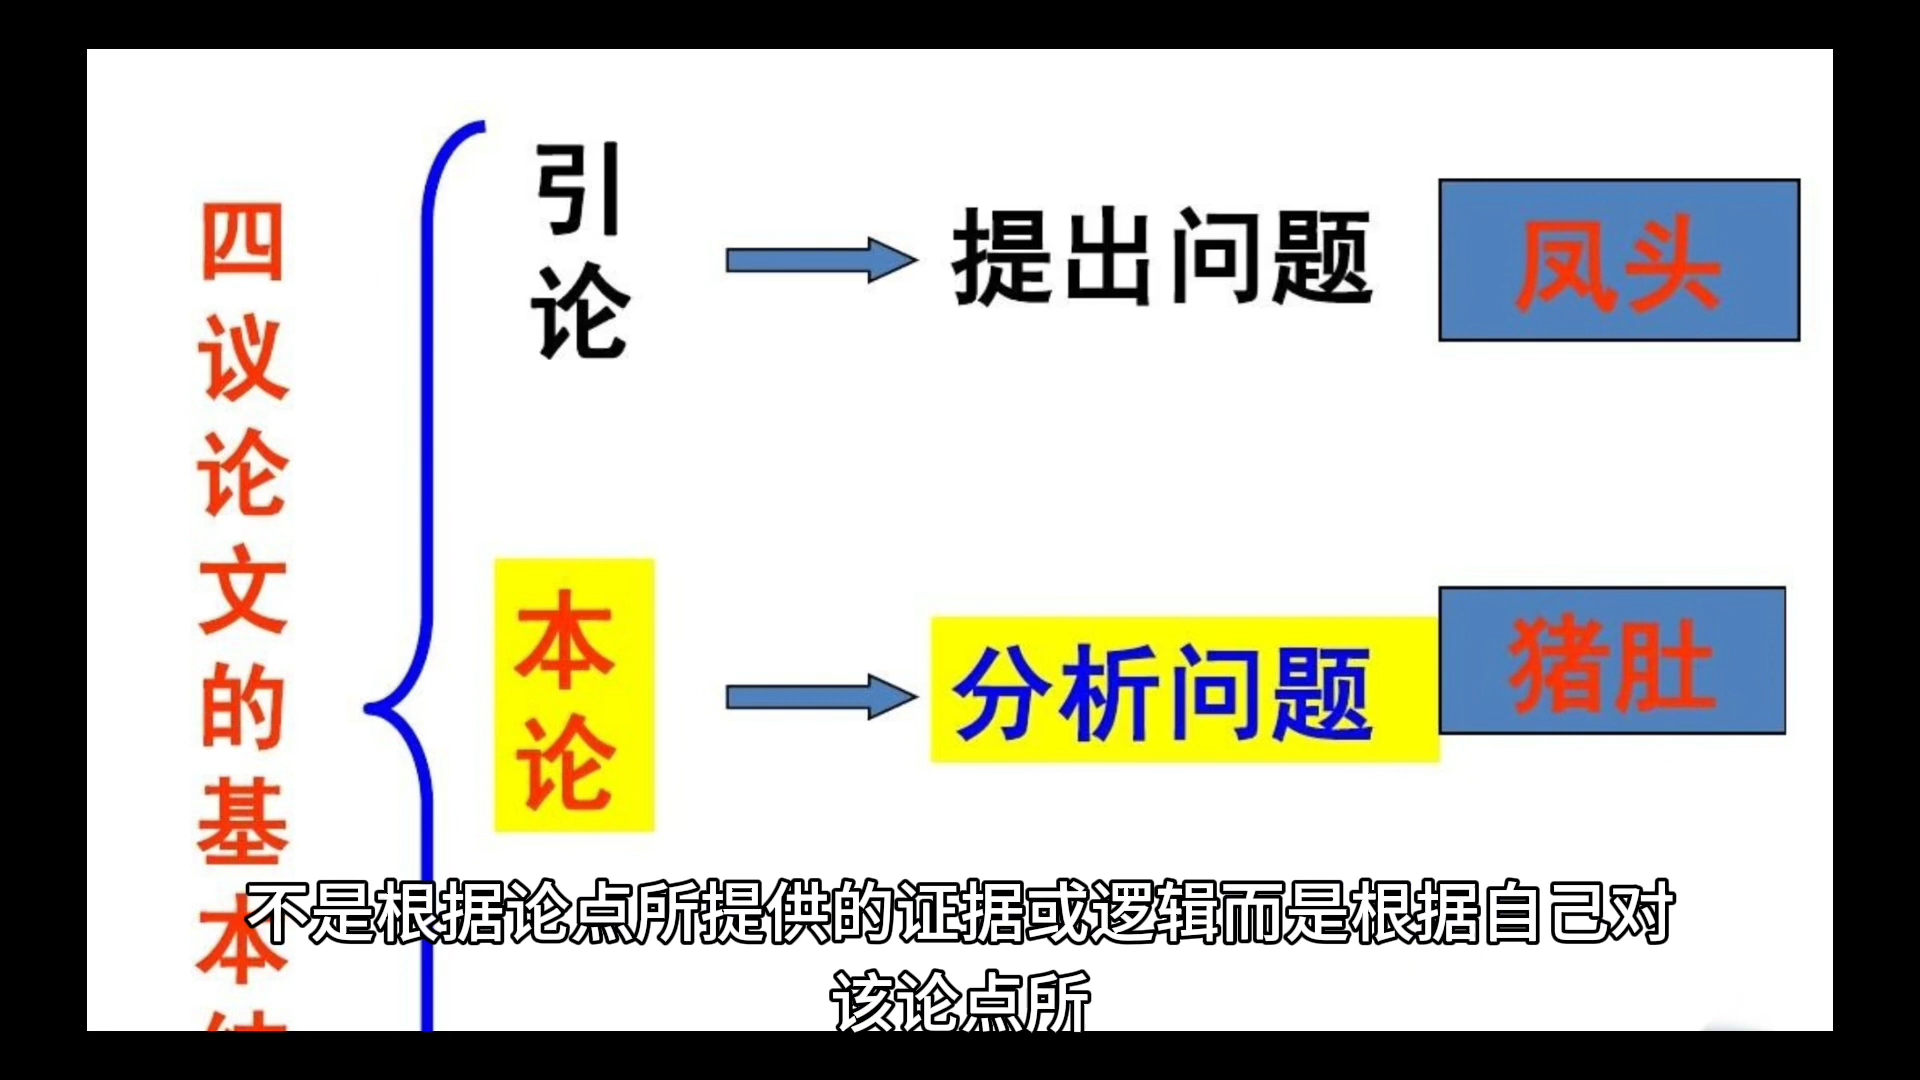 四议论文的基本结
引论
提出问题
凤头
本论
分析问题
猪肚
不是根据论点所提供的证据或逻辑而是根据自己对
该论点所